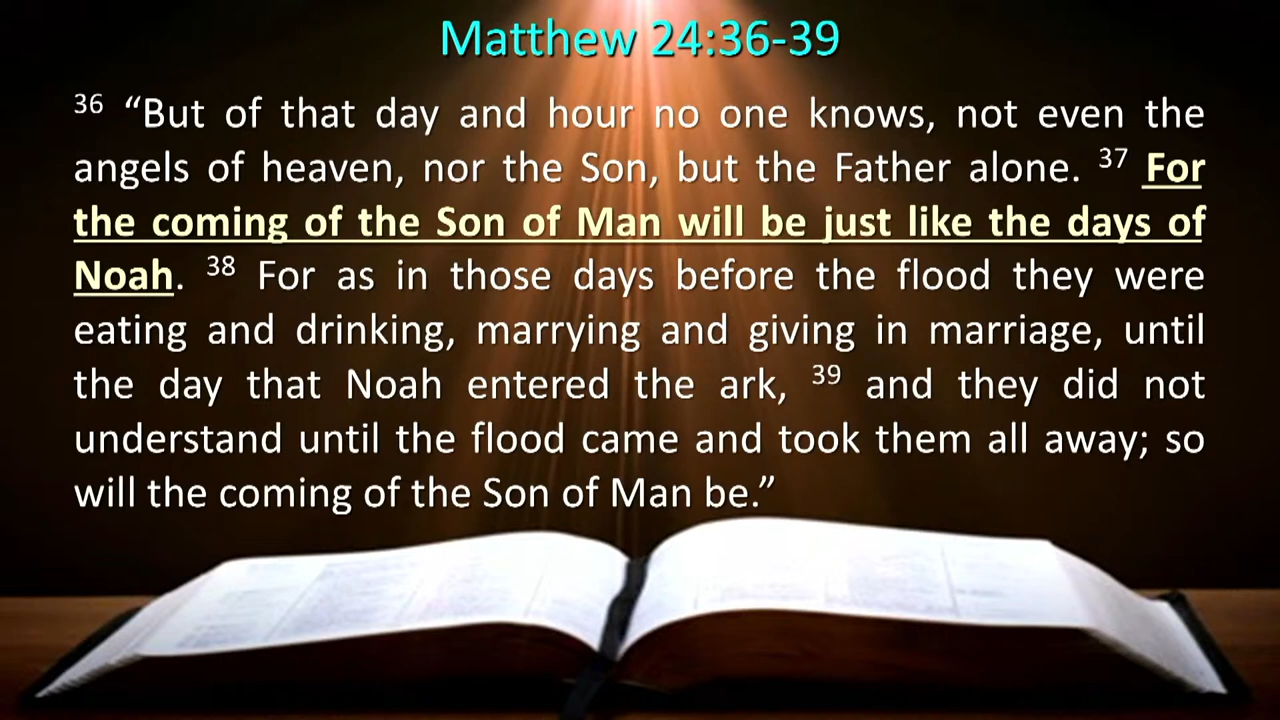 Matthew 24:36-39
36 “But of that day and hour no one knows, not even the
angels of heaven, nor the Son, but the Father alone. 37 For
the coming of the Son of Man will be just like the days of
Noah. 38 For as in those days before the flood they were
eating and drinking, marrying and giving in marriage, until
the day that Noah entered the ark, 39 and they did not
understand until the flood came and took them all away; so
will the coming of the Son of Man be.”